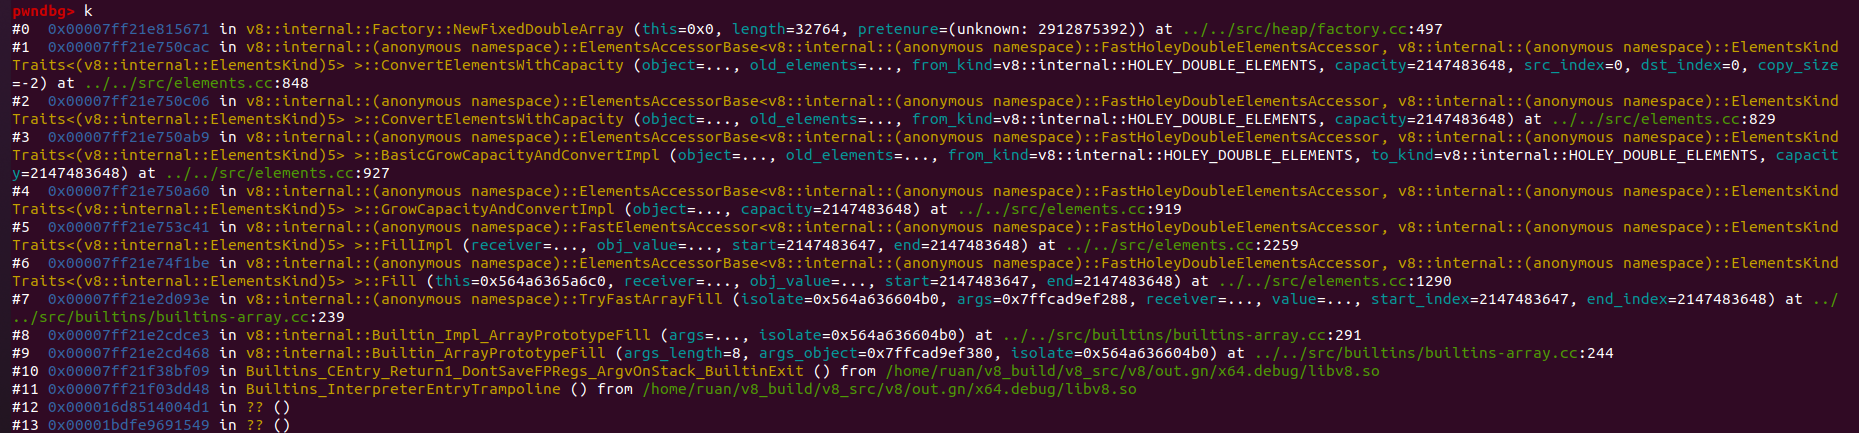 pwndbg> k
#0  0x00007ff21e815671 in v8::internal::Factory::NewFixedDoubleArray (this=0x0, length=32764, pretenure=(unknown: 2912875392)) at ../../src/heap/factory.cc:497
#1  0x00007ff21e750cac in v8::internal::(anonymous namespace)::ElementsAccessorBase<v8::internal::(anonymous namespace)::FastHoleyDoubleElementsAccessor, v8::internal::(anonymous namespace)::ElementsKind
Traits<(v8::internal::ElementsKind)5> >::ConvertElementsWithCapacity (object=..., old_elements=..., from_kind=v8::internal::HOLEY_DOUBLE_ELEMENTS, capacity=2147483648, src_index=0, dst_index=0, copy_size
=-2) at ../../src/elements.cc:848
#2  0x00007ff21e750c06 in v8::internal::(anonymous namespace)::ElementsAccessorBase<v8::internal::(anonymous namespace)::FastHoleyDoubleElementsAccessor, v8::internal::(anonymous namespace)::ElementsKind
Traits<(v8::internal::ElementsKind)5> >::ConvertElementsWithCapacity (object=..., old_elements=..., from_kind=v8::internal::HOLEY_DOUBLE_ELEMENTS, capacity=2147483648) at ../../src/elements.cc:829
#3  0x00007ff21e750ab9 in v8::internal::(anonymous namespace)::ElementsAccessorBase<v8::internal::(anonymous namespace)::FastHoleyDoubleElementsAccessor, v8::internal::(anonymous namespace)::ElementsKind
Traits<(v8::internal::ElementsKind)5> >::BasicGrowCapacityAndConvertImpl (object=..., old_elements=..., from_kind=v8::internal::HOLEY_DOUBLE_ELEMENTS, to_kind=v8::internal::HOLEY_DOUBLE_ELEMENTS, capacit
y=2147483648) at ../../src/elements.cc:927
#4  0x00007ff21e750a60 in v8::internal::(anonymous namespace)::ElementsAccessorBase<v8::internal::(anonymous namespace)::FastHoleyDoubleElementsAccessor, v8::internal::(anonymous namespace)::ElementsKind
Traits<(v8::internal::ElementsKind)5> >::GrowCapacityAndConvertImpl (object=..., capacity=2147483648) at ../../src/elements.cc:919
#5  0x00007ff21e753c41 in v8::internal::(anonymous namespace)::FastElementsAccessor<v8::internal::(anonymous namespace)::FastHoleyDoubleElementsAccessor, v8::internal::(anonymous namespace)::ElementsKind
Traits<(v8::internal::ElementsKind)5> >::FillImpl (receiver=..., obj_value=..., start=2147483647, end=2147483648) at ../../src/elements.cc:2259
#6  0x00007ff21e74f1be in v8::internal::(anonymous namespace)::ElementsAccessorBase<v8::internal::(anonymous namespace)::FastHoleyDoubleElementsAccessor, v8::internal::(anonymous namespace)::ElementsKind
Traits<(v8::internal::ElementsKind)5> >::Fill (this=0x564a6365a6c0, receiver=..., obj_value=..., start=2147483647, end=2147483648) at ../../src/elements.cc:1290
#7  0x00007ff21e2d093e in v8::internal::(anonymous namespace)::TryFastArrayFill (isolate=0x564a636604b0, args=0x7ffcad9ef288, receiver=..., value=..., start_index=2147483647, end_index=2147483648) at ../
../src/builtins/builtins-array.cc:239
#8  0x00007ff21e2cdce3 in v8::internal::Builtin_Impl_ArrayPrototypeFill (args=..., isolate=0x564a636604b0) at ../../src/builtins/builtins-array.cc:291
#9  0x00007ff21e2cd468 in v8::internal::Builtin_ArrayPrototypeFill (args_length=8, args_object=0x7ffcad9ef380, isolate=0x564a636604b0) at ../../src/builtins/builtins-array.cc:244
#10 0x00007ff21f38bf09 in Builtins_CEntry_Return1_DontSaveFPRegs_ArgvOnStack_BuiltinExit () from /home/ruan/v8_build/v8_src/v8/out.gn/x64.debug/libv8.so
#11 0x00007ff21f03dd48 in Builtins_InterpreterEntryTrampoline () from /home/ruan/v8_build/v8_src/v8/out.gn/x64.debug/libv8.so
#12 0x000016d8514004d1 in ?? ()
#13 0x00001bdfe9691549 in ?? ()